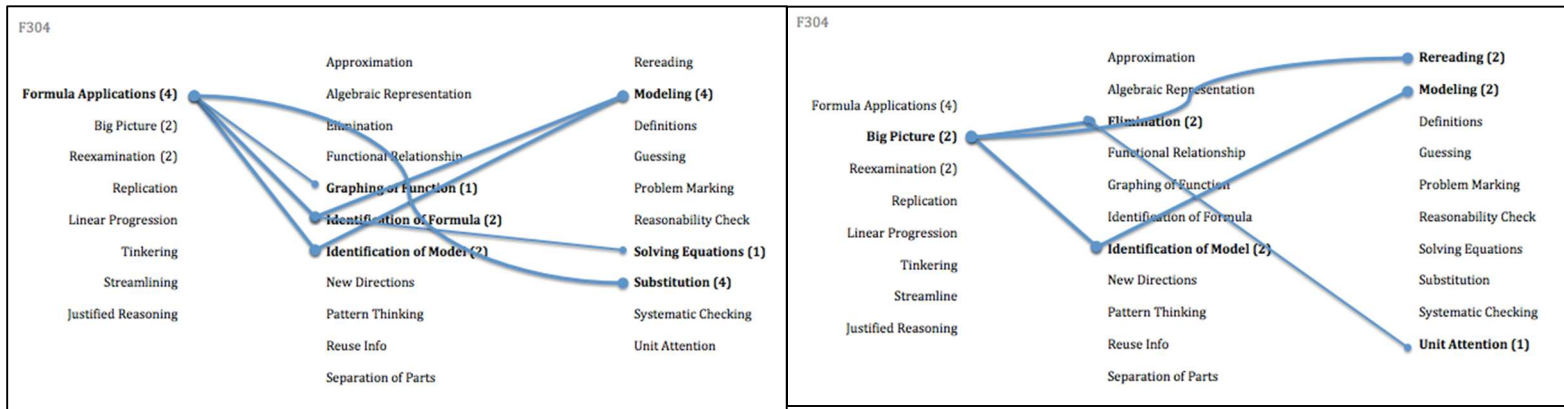 F304
Formula Applications (4)
Big Picture (2)
Reexamination (2)
Replication
Linear Progression
Tinkering
Streamlining
Justified Reasoning
Approximation
Algebraic Representation
Elimination
Functional Relationship
Graphing of Function (1)
Identification of Formula (2)
Identification of Model (2)
New Directions
Pattern Thinking
Reuse Info
Separation of Parts
Rereading
Modeling (4)
Definitions
Guessing
Problem Marking
Reasonability Check
Solving Equations (1)
Substitution (4)
Systematic Checking
Unit Attention
F304
Formula Applications (4)
Big Picture (2)
Reexamination (2)
Replication
Linear Progression
Tinkering
Streamline
Justified Reasoning
Approximation
Algebraic Representation
Elimination (2)
Functional Relationship
Graphing of Function
Identification of Formula
Identification of Model (2)
New Directions
Pattern Thinking
Reuse Info
Separation of Parts
Rereading (2)
Modeling (2)
Definitions
Guessing
Problem Marking
Reasonability Check
Solving Equations
Substitution
Systematic Checking
Unit Attention (1)